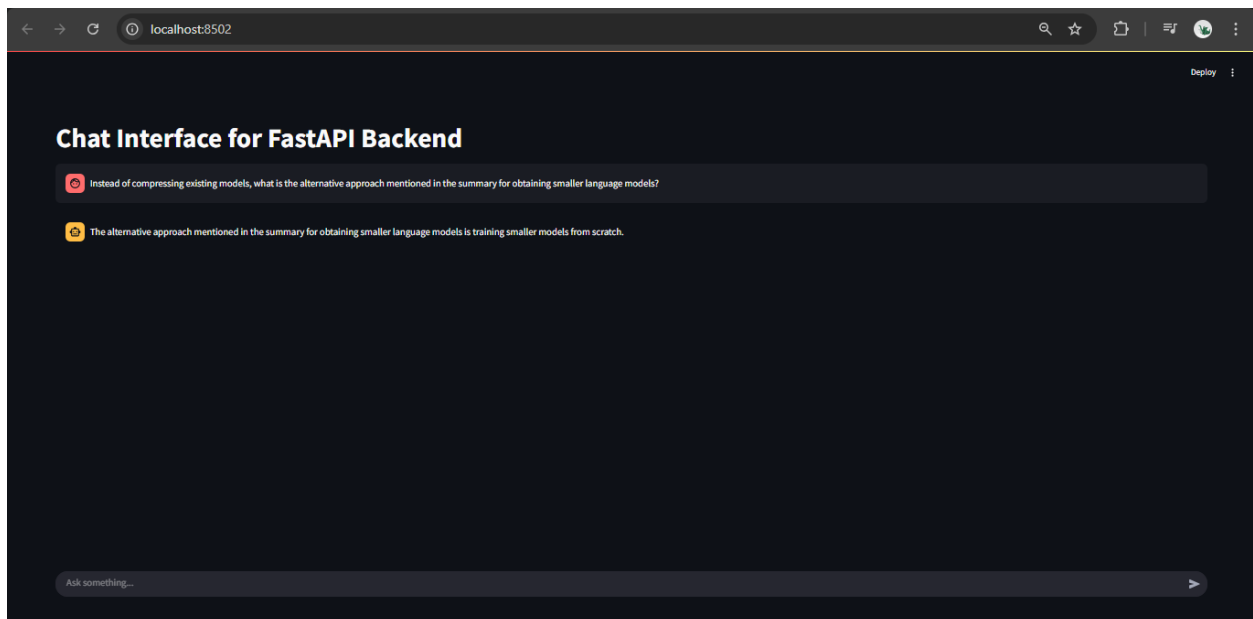 localhost:8502
Deploy
Chat Interface for FastAPI Backend
Instead of compressing existing models, what is the alternative approach mentioned in the summary for obtaining smaller language models?
The alternative approach mentioned in the summary for obtaining smaller language models is training smaller models from scratch.
Ask something...